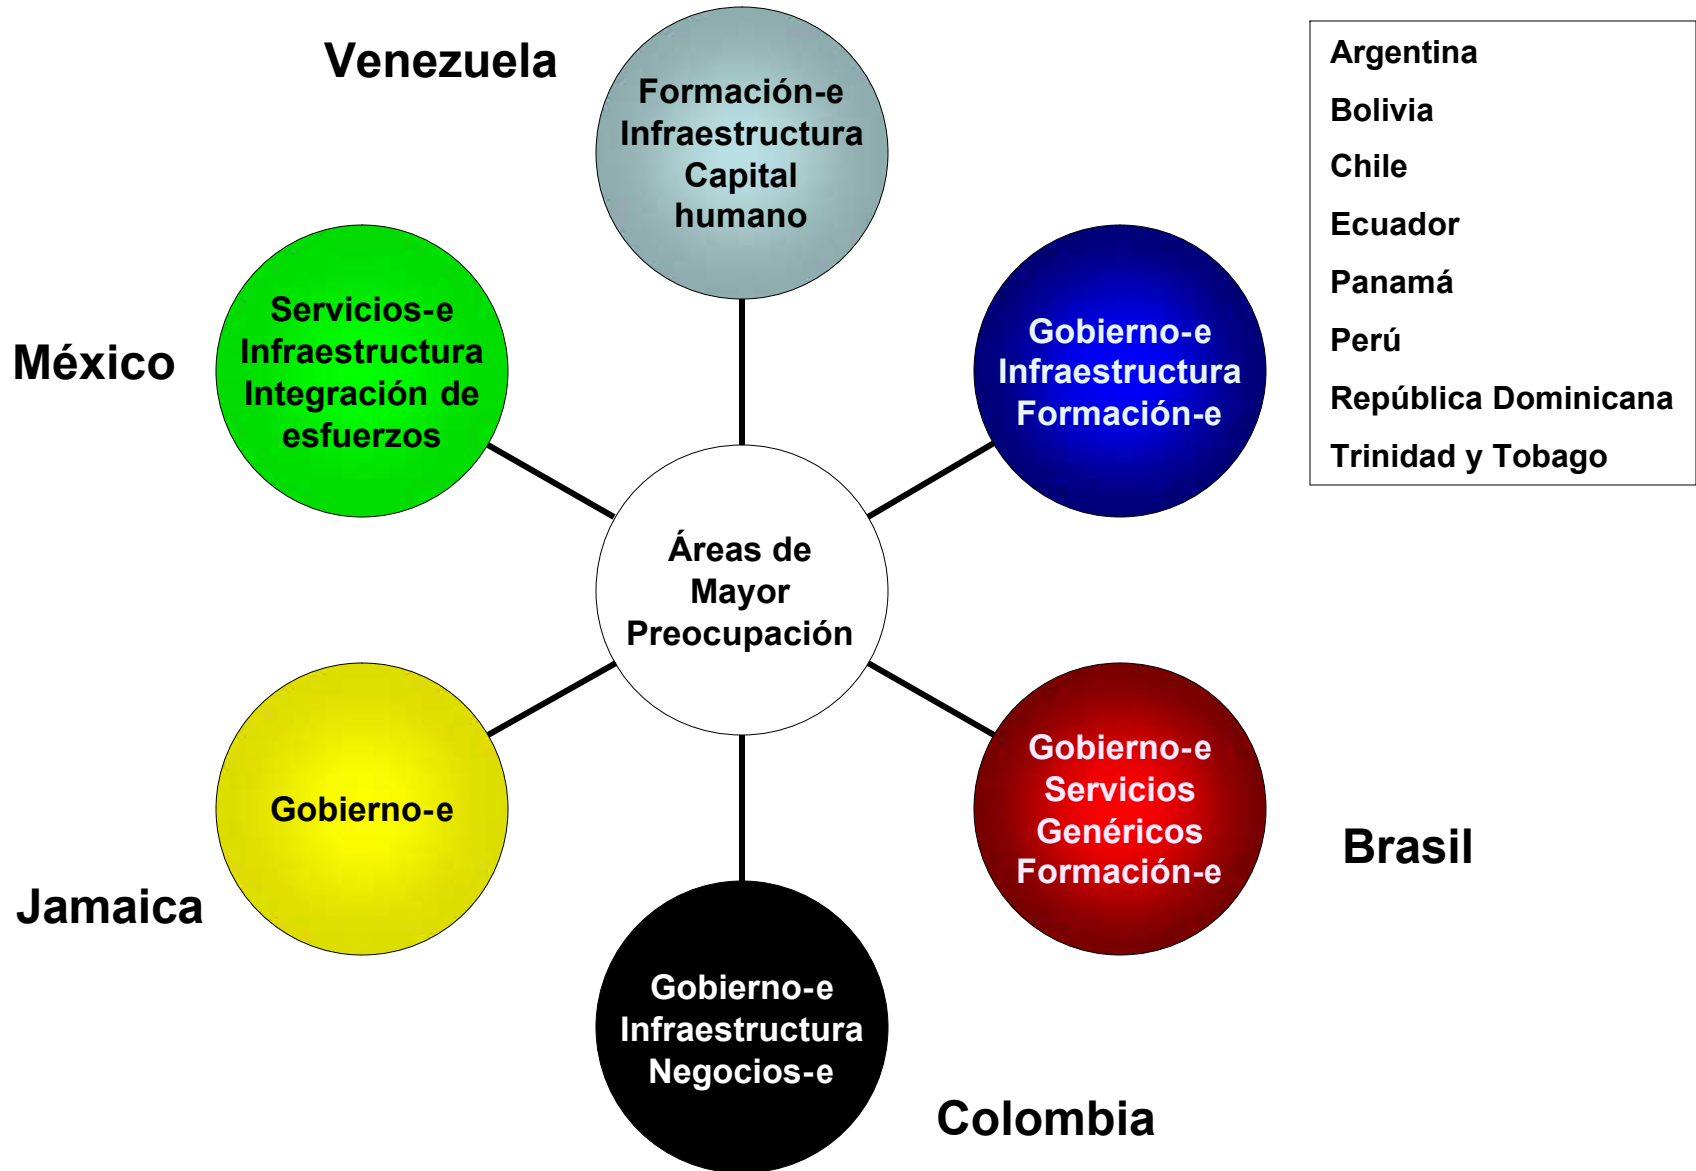 Venezuela
Formación-e
Infraestructura
Capital
humano
Argentina
Bolivia
Chile
Ecuador
Panamá
Perú
República Dominicana
Trinidad y Tobago
México
Servicios-e
Infraestructura
Integración de
esfuerzos
Gobierno-e
Infraestructura
Formación-e
Áreas de
Mayor
Preocupación
Jamaica
Gobierno-e
Gobierno-e
Servicios
Genéricos
Formación-e
Brasil
Gobierno-e
Infraestructura
Negocios-e
Colombia